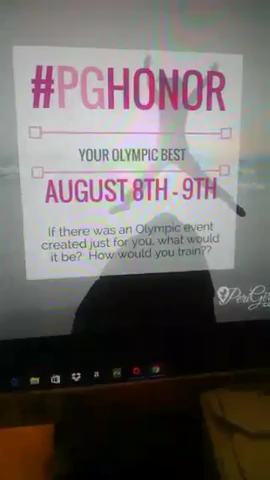 #PGHONOR
YOUR OLYMPIC BEST
AUGUST 8TH - 9TH
If there was an Olympic event
created just for you, what would
it be? How would you train??